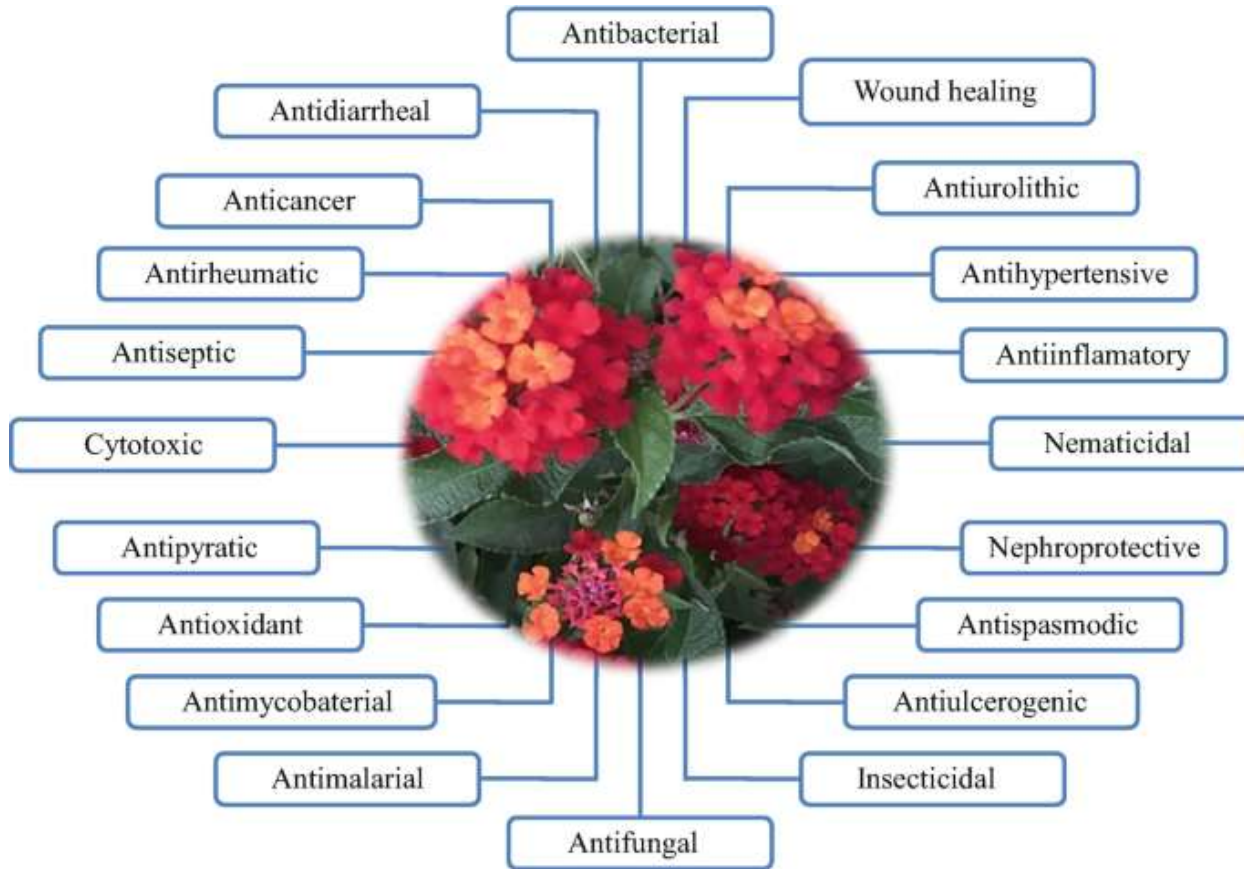 Antibacterial
Wound healing
Antidiarrheal
Antiurolithic
Anticancer
Antirheumatic
Antihypertensive
Antiseptic
Antiinflamatory
Cytotoxic
Nematicidal
Antipyratic
Nephroprotective
Antioxidant
Antispasmodic
Antimycobaterial
Antiulcerogenic
Antimalarial
Insecticidal
Antifungal